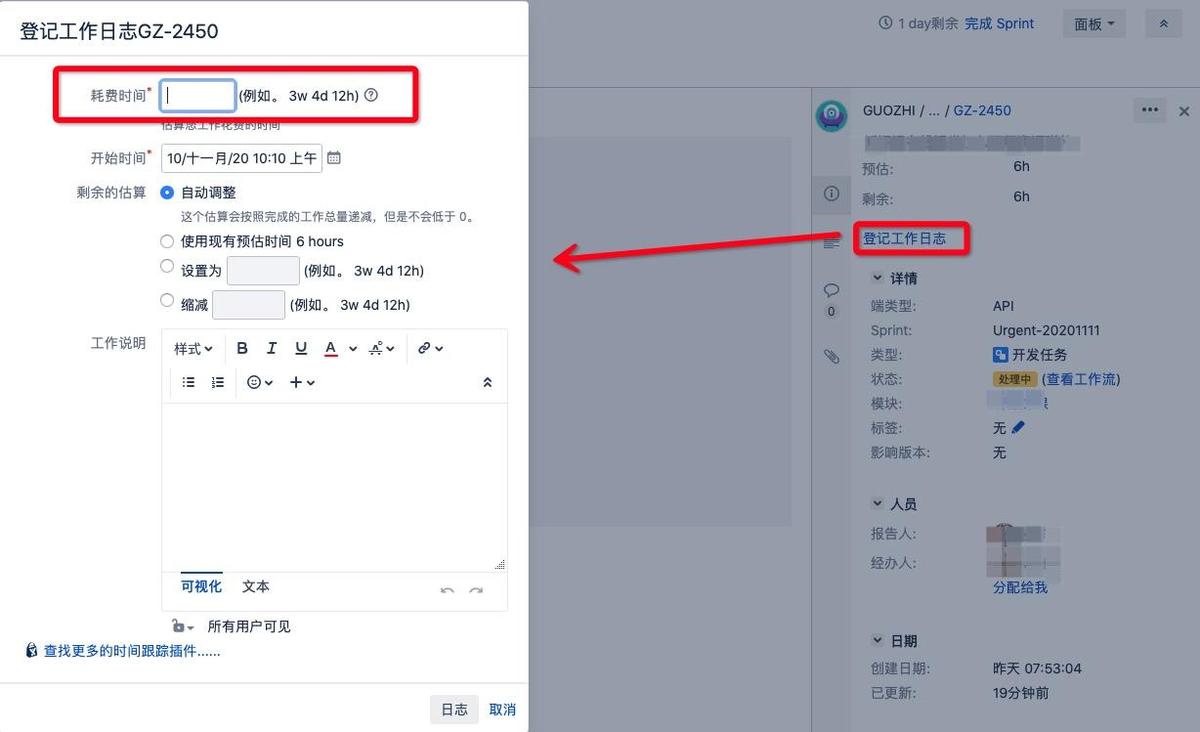 登记工作日志GZ-2450
耗费时间* (例如。 3w 4d 12h)
估算您工作花费的时间
开始时间* 10/十一月/20 10:10 上午
剩余的估算 自动调整
这个估算会按照完成的工作总量递减，但是不会低于 0。
使用现有预估时间 6 hours
设置为 (例如。 3w 4d 12h)
缩减 (例如。 3w 4d 12h)
工作说明
样式 B I U A
可视化 文本
所有用户可见
查找更多的时间跟踪插件......
日志 取消
1 day剩余 完成 Sprint 面板
GUOZHI / ... / GZ-2450
预估: 6h
剩余: 6h
登记工作日志
0
详情
端类型: API
Sprint: Urgent-20201111
类型: 开发任务
状态: 处理中 (查看工作流)
模块:
标签: 无
影响版本: 无
人员
报告人:
经办人:
分配给我
日期
创建日期: 昨天 07:53:04
已更新: 19分钟前